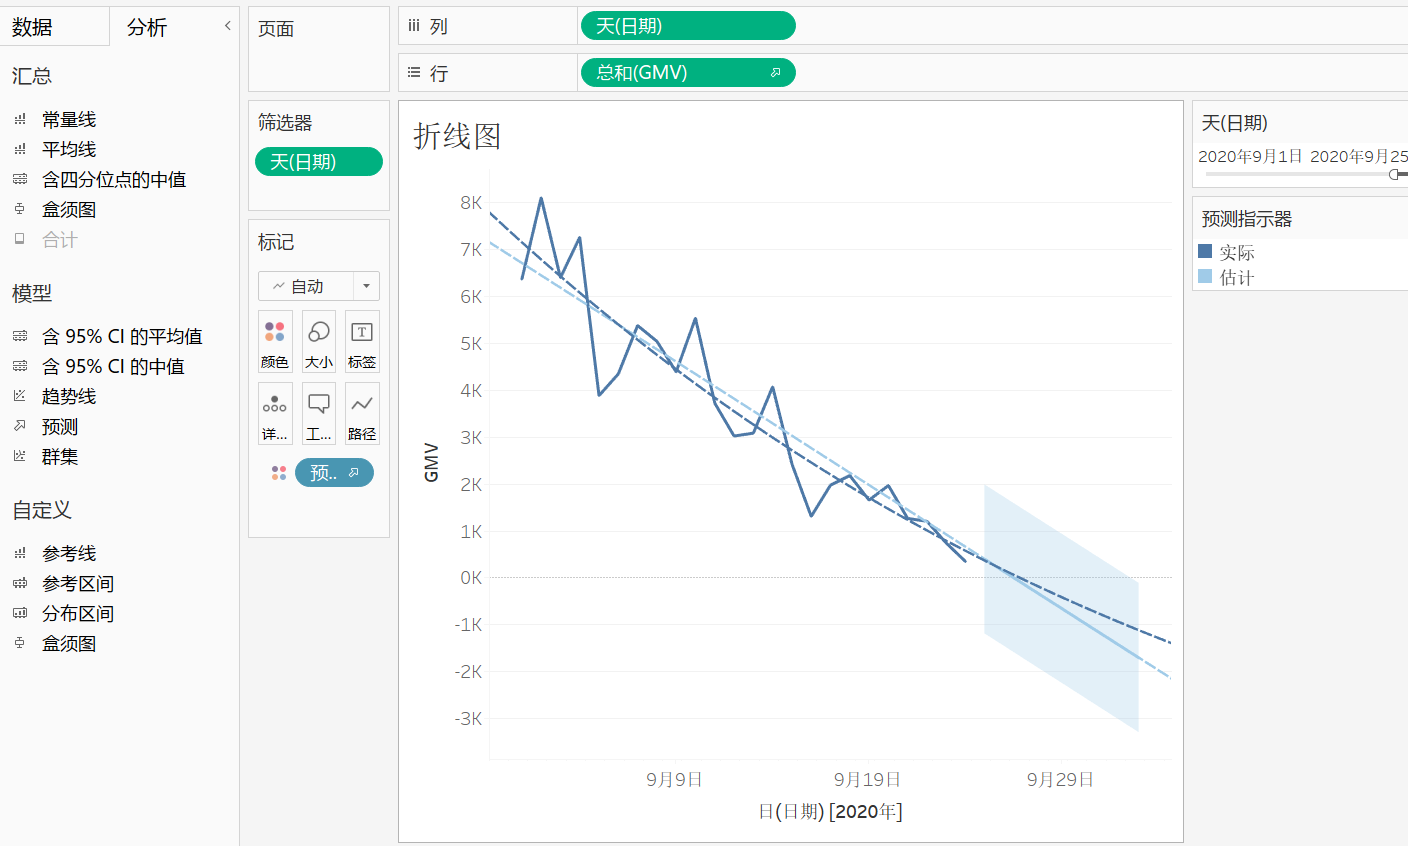 数据
分析
汇总
常量线
平均线
含四分位点的中值
盒须图
合计
模型
含 95% CI 的平均值
含 95% CI 的中值
趋势线
预测
群集
自定义
参考线
参考区间
分布区间
盒须图
页面
筛选器
天(日期)
标记
自动
颜色
大小
标签
详...
工...
路径
预..
列
天(日期)
行
总和(GMV)
折线图
8K
7K
6K
5K
4K
3K
2K
1K
0K
-1K
-2K
-3K
GMV
9月9日
9月19日
9月29日
日(日期) [2020年]
天(日期)
2020年9月1日 2020年9月25
预测指示器
实际
估计